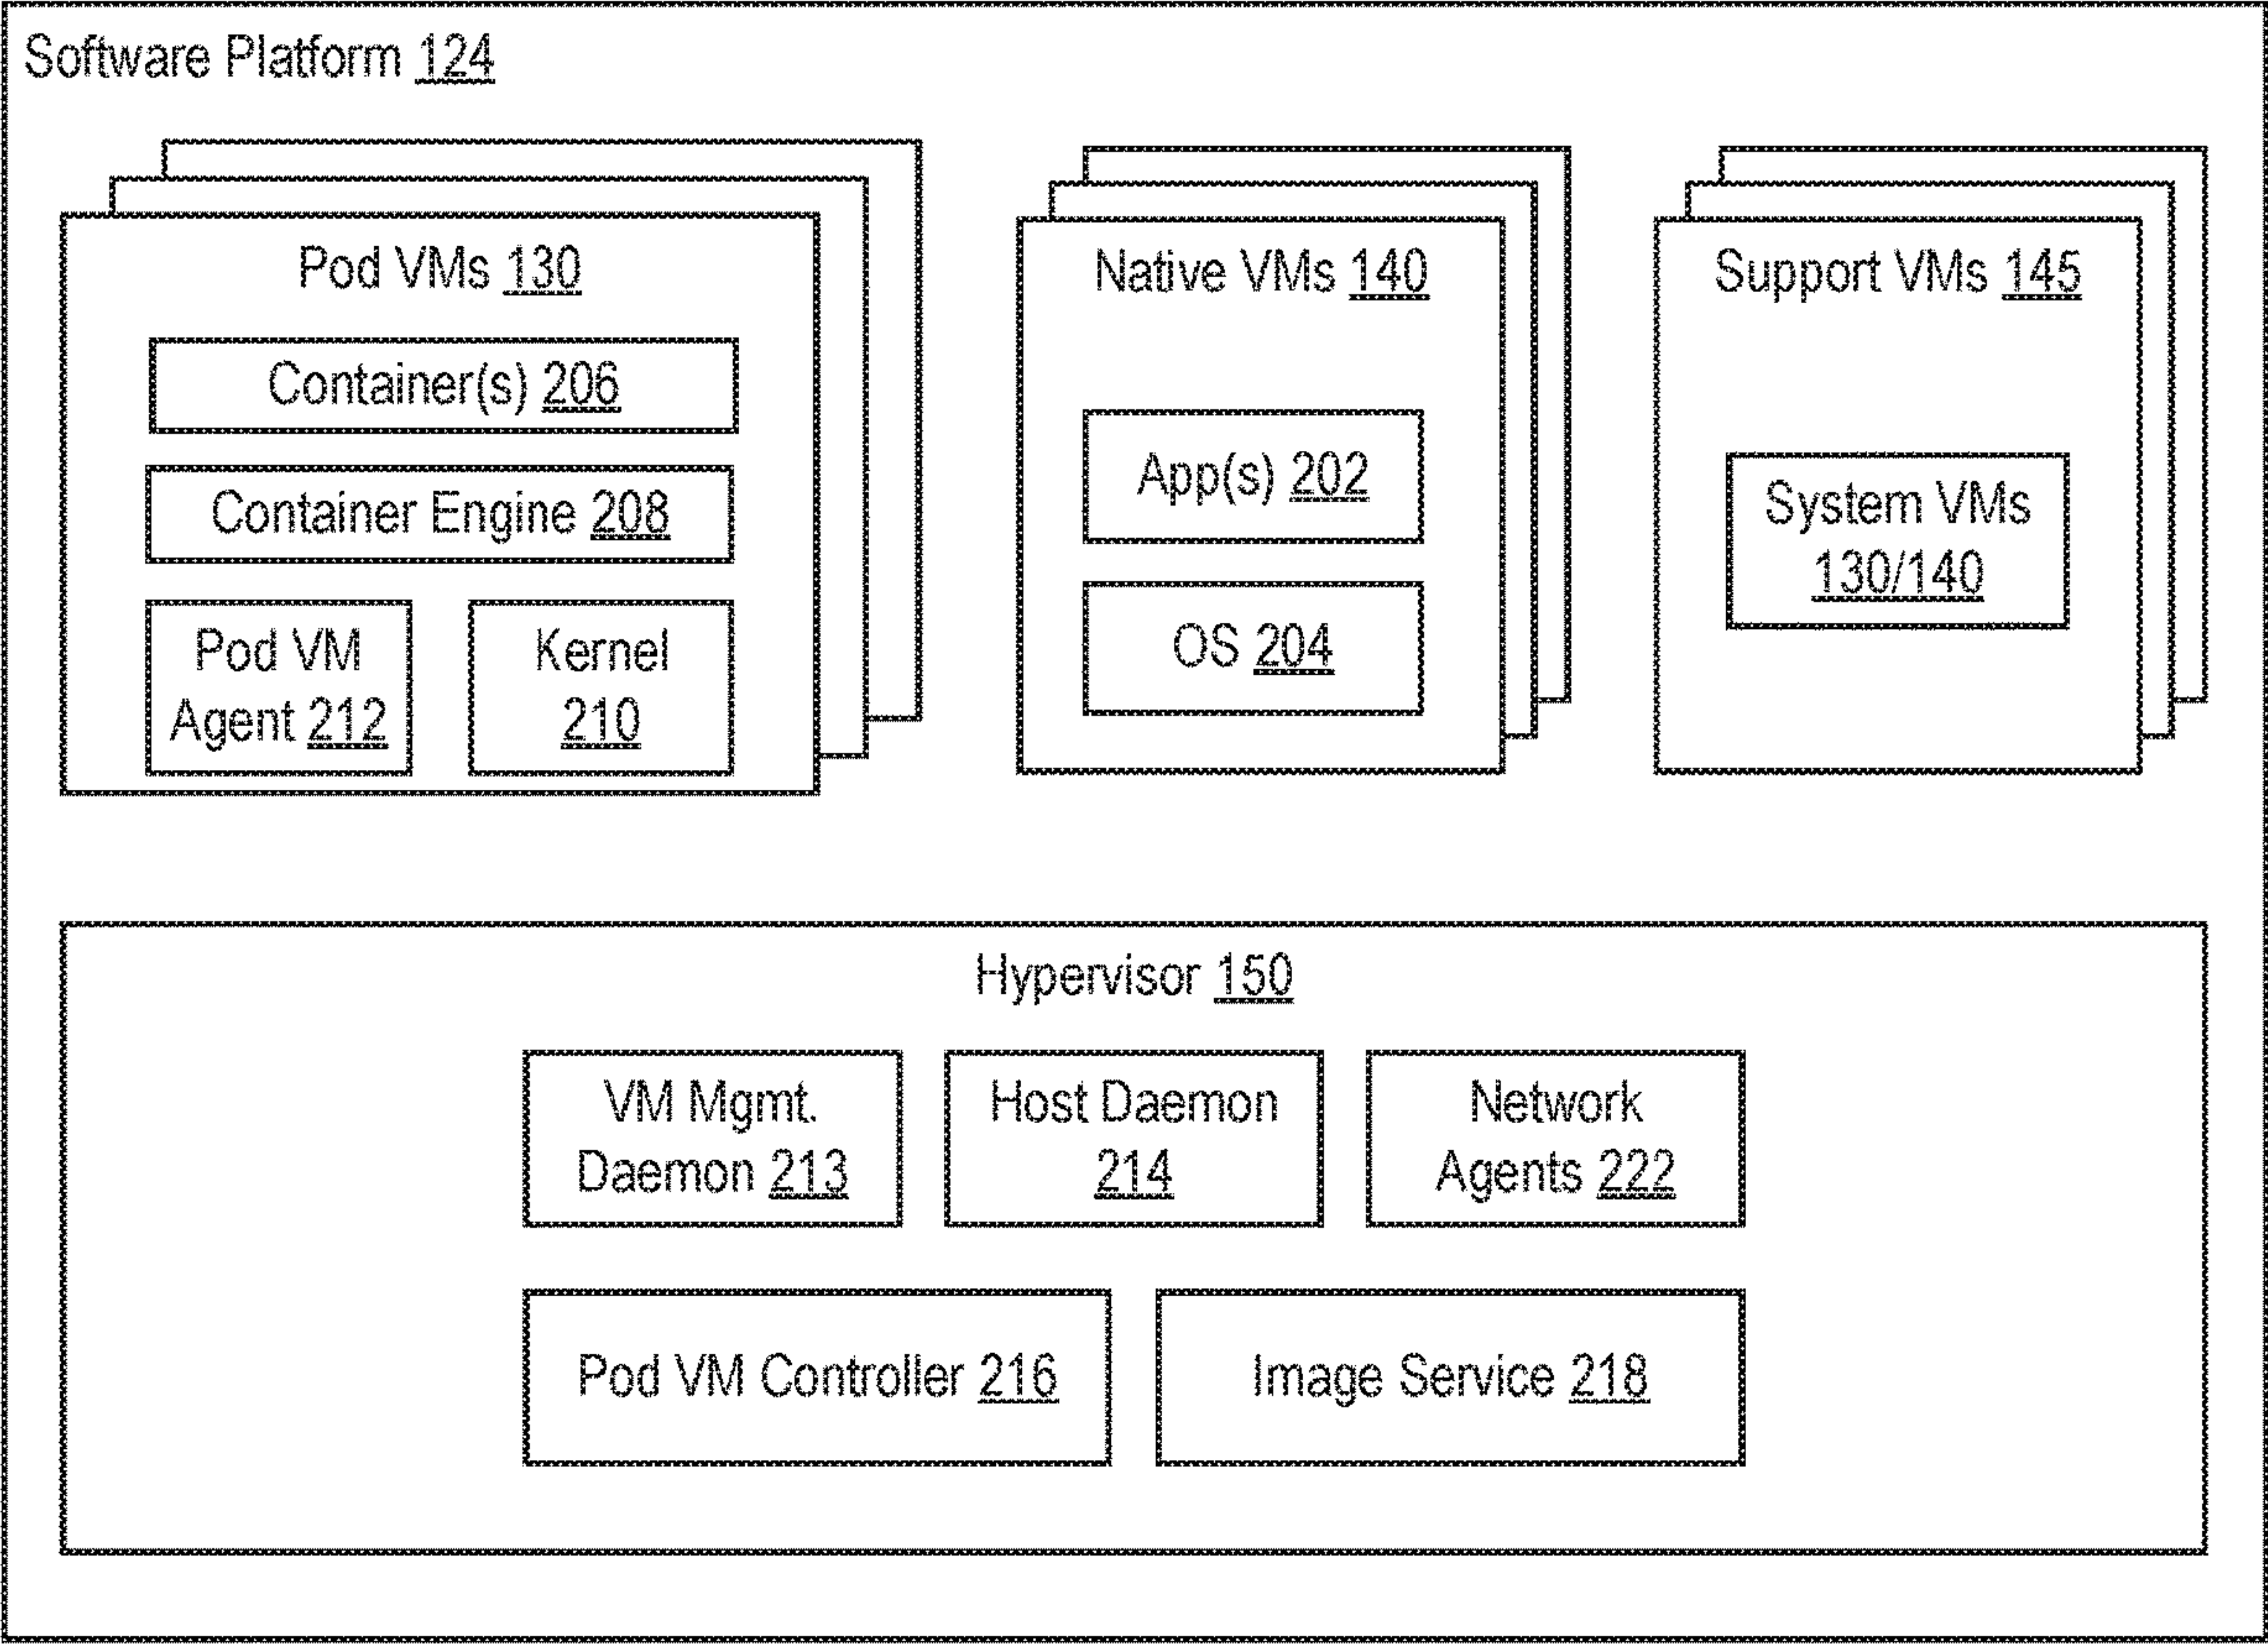 Software Platform 124
Pod VMs 130
Container(s) 206
Container Engine 208
Pod VM
Agent 212
Kernel
210
Native VMs 140
App(s) 202
OS 204
Support VMs 145
System VMs
130/140
Hypervisor 150
VM Mgmt.
Daemon 213
Host Daemon
214
Network
Agents 222
Pod VM Controller 216
Image Service 218